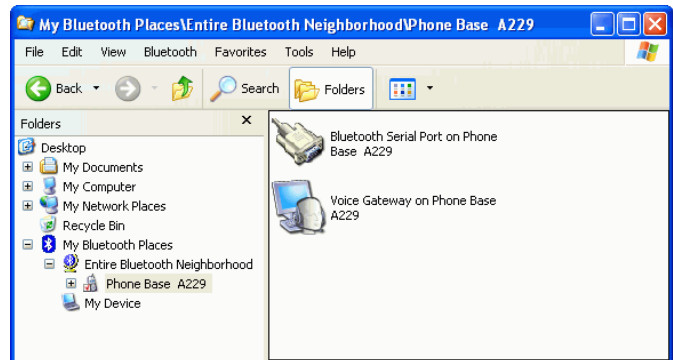 My Bluetooth Places\Entire Bluetooth Neighborhood\Phone Base A229
File Edit View Bluetooth Favorites Tools Help
Back Search Folders
Folders x
Desktop
My Documents
My Computer
My Network Places
Recycle Bin
My Bluetooth Places
Entire Bluetooth Neighborhood
Phone Base A229
My Device
Bluetooth Serial Port on Phone
Base A229
Voice Gateway on Phone Base
A229